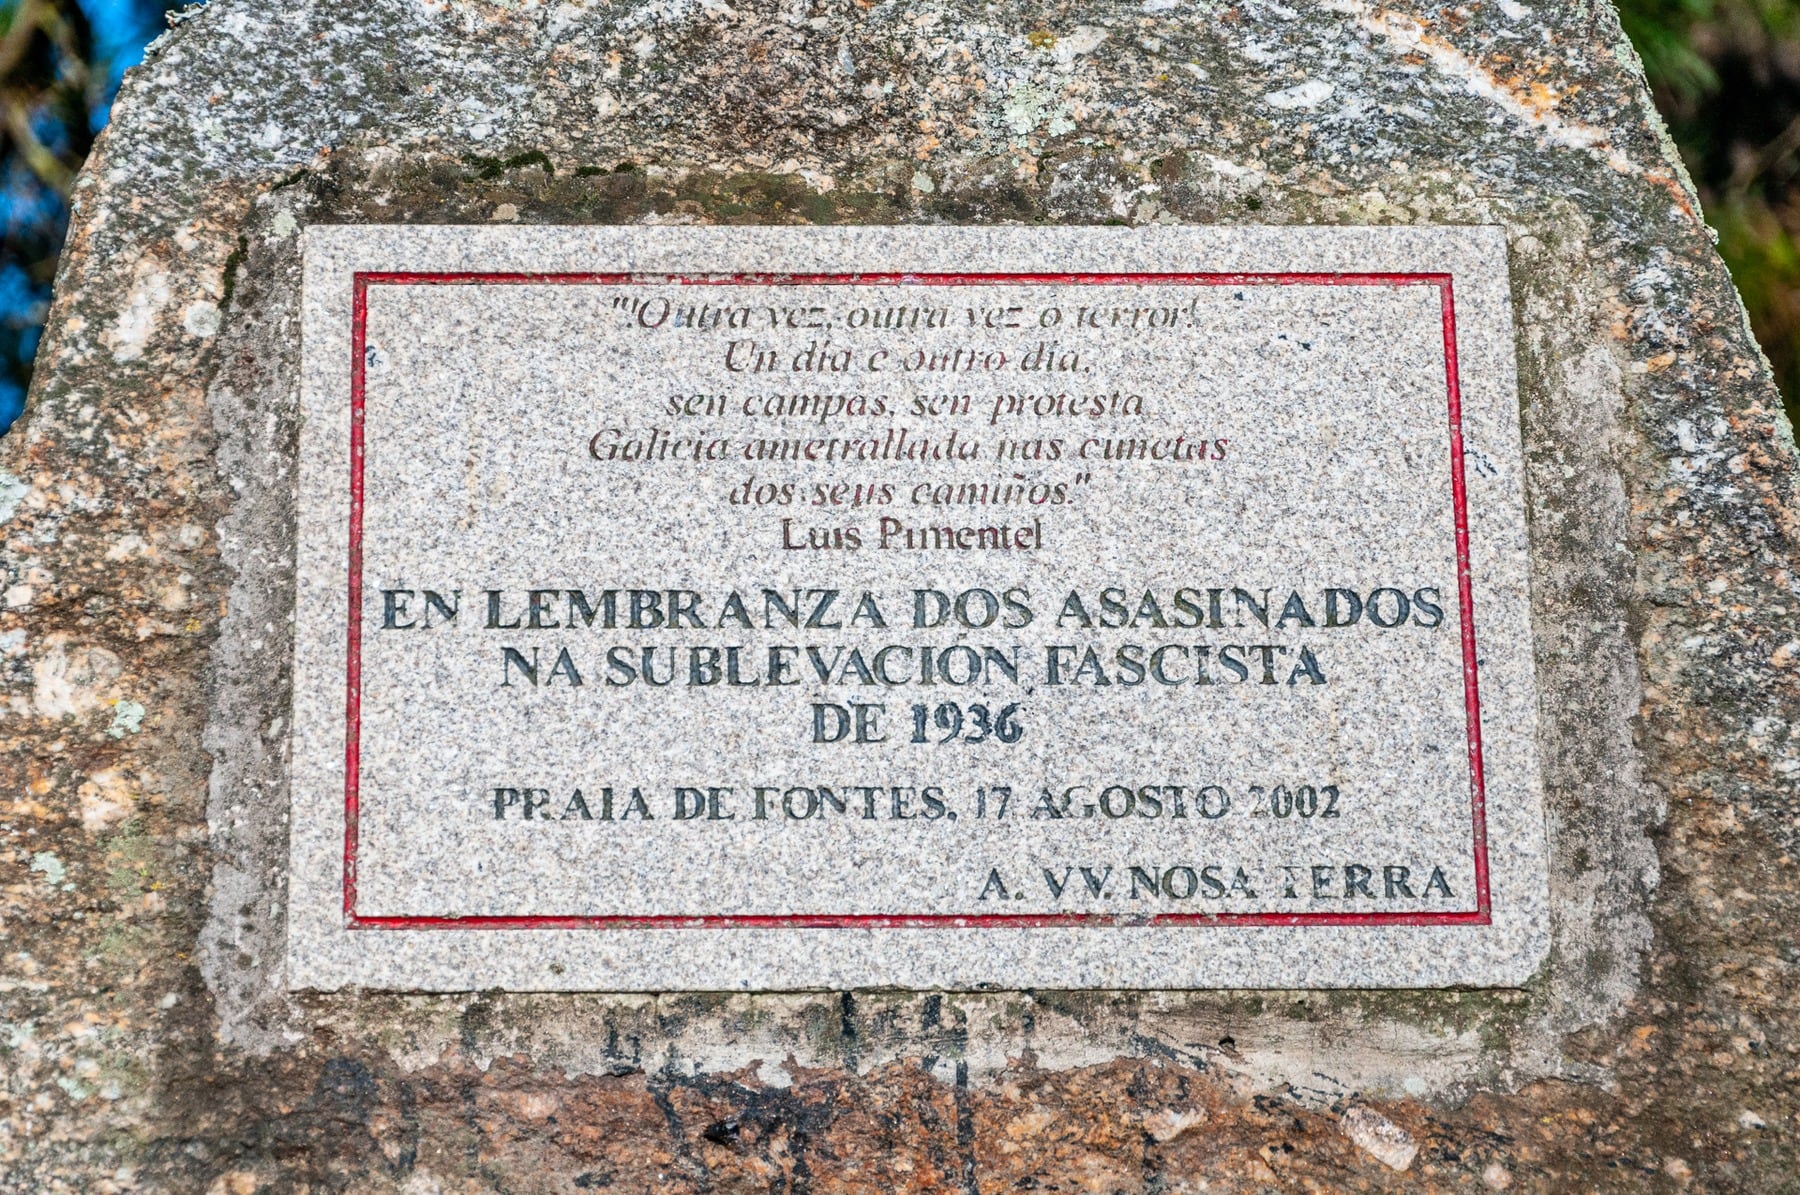 "¡Outra vez, outra vez o terror!
Un día e outro día,
sen campas, sen protesta
Galicia ametrallada nas cunetas
dos seus camiños."
Luis Pimentel
EN LEMBRANZA DOS ASASINADOS
NA SUBLEVACIÓN FASCISTA
DE 1936
PRAIA DE FONTES, 17 AGOSTO 2002
A. VV. NOSA TERRA